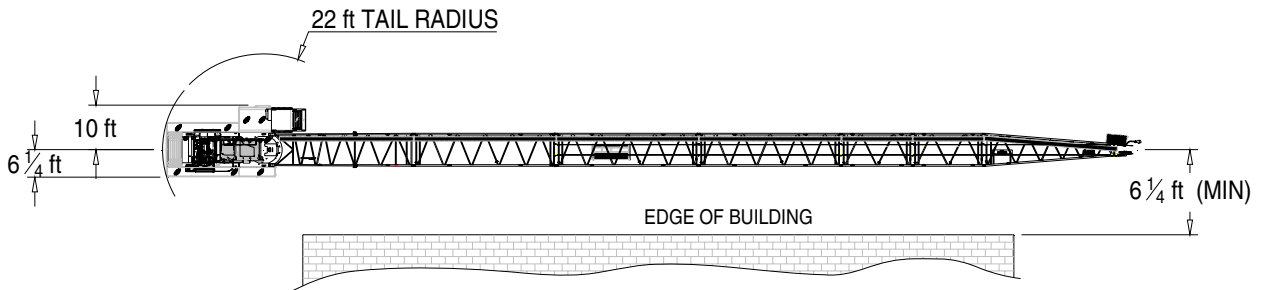 22 ft TAIL RADIUS
10 ft
6 1/4 ft
6 1/4 ft (MIN)
EDGE OF BUILDING